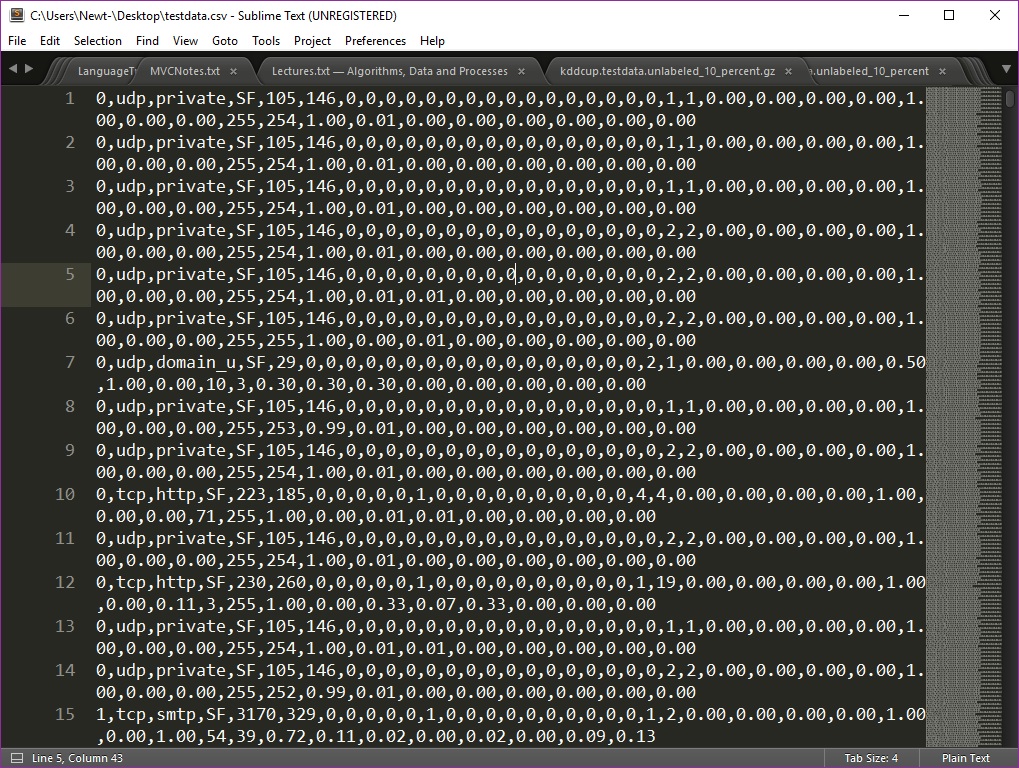 C:\Users\Newt-\Desktop\testdata.csv - Sublime Text (UNREGISTERED)
File Edit Selection Find View Goto Tools Project Preferences Help
LanguageT MVCNotes.txt Lectures.txt — Algorithms, Data and Processes kddcup.testdata.unlabeled_10_percent.gz .unlabeled_10_percent
1 0,udp,private,SF,105,146,0,0,0,0,0,0,0,0,0,0,0,0,0,0,0,0,1,1,0.00,0.00,0.00,0.00,1.
00,0.00,0.00,255,254,1.00,0.01,0.00,0.00,0.00,0.00,0.00,0.00
2 0,udp,private,SF,105,146,0,0,0,0,0,0,0,0,0,0,0,0,0,0,0,0,1,1,0.00,0.00,0.00,0.00,1.
00,0.00,0.00,255,254,1.00,0.01,0.00,0.00,0.00,0.00,0.00,0.00
3 0,udp,private,SF,105,146,0,0,0,0,0,0,0,0,0,0,0,0,0,0,0,0,1,1,0.00,0.00,0.00,0.00,1.
00,0.00,0.00,255,254,1.00,0.01,0.00,0.00,0.00,0.00,0.00,0.00
4 0,udp,private,SF,105,146,0,0,0,0,0,0,0,0,0,0,0,0,0,0,0,0,2,2,0.00,0.00,0.00,0.00,1.
00,0.00,0.00,255,254,1.00,0.01,0.00,0.00,0.00,0.00,0.00,0.00
5 0,udp,private,SF,105,146,0,0,0,0,0,0,0,0,0,0,0,0,0,0,0,0,2,2,0.00,0.00,0.00,0.00,1.
00,0.00,0.00,255,254,1.00,0.01,0.01,0.00,0.00,0.00,0.00,0.00
6 0,udp,private,SF,105,146,0,0,0,0,0,0,0,0,0,0,0,0,0,0,0,0,2,2,0.00,0.00,0.00,0.00,1.
00,0.00,0.00,255,255,1.00,0.00,0.01,0.00,0.00,0.00,0.00,0.00
7 0,udp,domain_u,SF,29,0,0,0,0,0,0,0,0,0,0,0,0,0,0,0,0,0,2,1,0.00,0.00,0.00,0.00,0.50
,1.00,0.00,10,3,0.30,0.30,0.30,0.00,0.00,0.00,0.00,0.00
8 0,udp,private,SF,105,146,0,0,0,0,0,0,0,0,0,0,0,0,0,0,0,0,1,1,0.00,0.00,0.00,0.00,1.
00,0.00,0.00,255,253,0.99,0.01,0.00,0.00,0.00,0.00,0.00,0.00
9 0,udp,private,SF,105,146,0,0,0,0,0,0,0,0,0,0,0,0,0,0,0,0,2,2,0.00,0.00,0.00,0.00,1.
00,0.00,0.00,255,254,1.00,0.01,0.00,0.00,0.00,0.00,0.00,0.00
10 0,tcp,http,SF,223,185,0,0,0,0,0,1,0,0,0,0,0,0,0,0,0,0,4,4,0.00,0.00,0.00,0.00,1.00,
0.00,0.00,71,255,1.00,0.00,0.01,0.01,0.00,0.00,0.00,0.00
11 0,udp,private,SF,105,146,0,0,0,0,0,0,0,0,0,0,0,0,0,0,0,0,2,2,0.00,0.00,0.00,0.00,1.
00,0.00,0.00,255,254,1.00,0.01,0.00,0.00,0.00,0.00,0.00,0.00
12 0,tcp,http,SF,230,260,0,0,0,0,0,1,0,0,0,0,0,0,0,0,0,0,1,19,0.00,0.00,0.00,0.00,1.00
,0.00,0.11,3,255,1.00,0.00,0.33,0.07,0.33,0.00,0.00,0.00
13 0,udp,private,SF,105,146,0,0,0,0,0,0,0,0,0,0,0,0,0,0,0,0,1,1,0.00,0.00,0.00,0.00,1.
00,0.00,0.00,255,254,1.00,0.01,0.01,0.00,0.00,0.00,0.00,0.00
14 0,udp,private,SF,105,146,0,0,0,0,0,0,0,0,0,0,0,0,0,0,0,0,2,2,0.00,0.00,0.00,0.00,1.
00,0.00,0.00,255,252,0.99,0.01,0.00,0.00,0.00,0.00,0.00,0.00
15 1,tcp,smtp,SF,3170,329,0,0,0,0,0,1,0,0,0,0,0,0,0,0,0,0,1,2,0.00,0.00,0.00,0.00,1.00
,0.00,1.00,54,39,0.72,0.11,0.02,0.00,0.02,0.00,0.09,0.13
Line 5, Column 43 Tab Size: 4 Plain Text